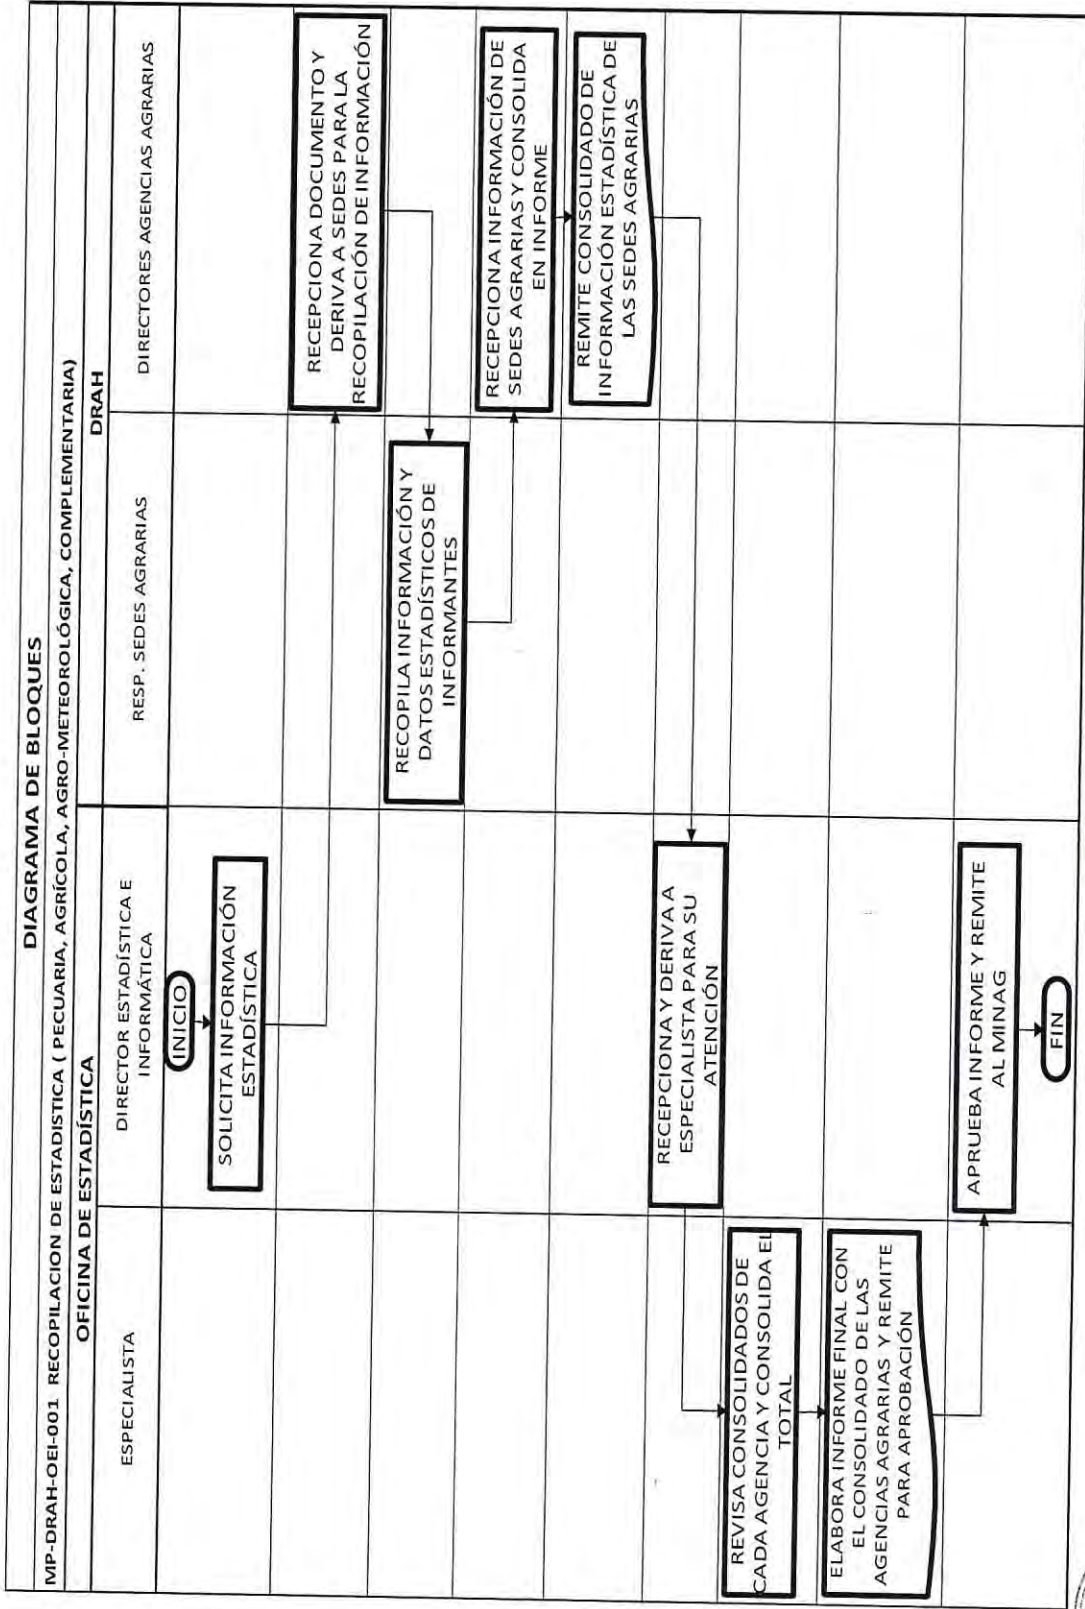 DIAGRAMA DE BLOQUES
MP-DRAH-OEI-001 RECOPILACION DE ESTADISTICA ( PECUARIA, AGRÍCOLA, AGRO-METEOROLÓGICA, COMPLEMENTARIA)
OFICINA DE ESTADÍSTICA
DRAH
ESPECIALISTA
DIRECTOR ESTADÍSTICA E
INFORMÁTICA
RESP. SEDES AGRARIAS
DIRECTORES AGENCIAS AGRARIAS
INICIO
SOLICITA INFORMACIÓN
ESTADÍSTICA
RECEPCIONA DOCUMENTO Y
DERIVA A SEDES PARA LA
RECOPILACIÓN DE INFORMACIÓN
RECOPILA INFORMACIÓN Y
DATOS ESTADÍSTICOS DE
INFORMANTES
RECEPCIONA INFORMACIÓN DE
SEDES AGRARIAS Y CONSOLIDA
EN INFORME
REMITE CONSOLIDADO DE
INFORMACIÓN ESTADÍSTICA DE
LAS SEDES AGRARIAS
RECEPCIONA Y DERIVA A
ESPECIALISTA PARA SU
ATENCIÓN
REVISA CONSOLIDADOS DE
CADA AGENCIA Y CONSOLIDA EL
TOTAL
ELABORA INFORME FINAL CON
EL CONSOLIDADO DE LAS
AGENCIAS AGRARIAS Y REMITE
PARA APROBACIÓN
APRUEBA INFORME Y REMITE
AL MINAG
FIN